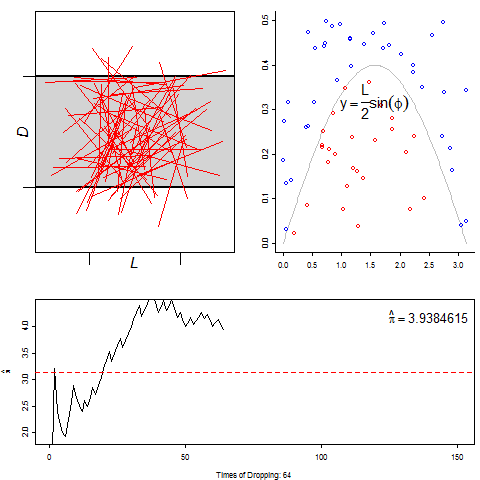 D
L
0.5
0.4
0.3
0.2
0.1
0.0
y = L/2 sin(ϕ)
0.0 0.5 1.0 1.5 2.0 2.5 3.0
π̂ = 3.9384615
4.0
3.5
3.0
2.5
2.0
π̂
0 50 100 150
Times of Dropping: 64